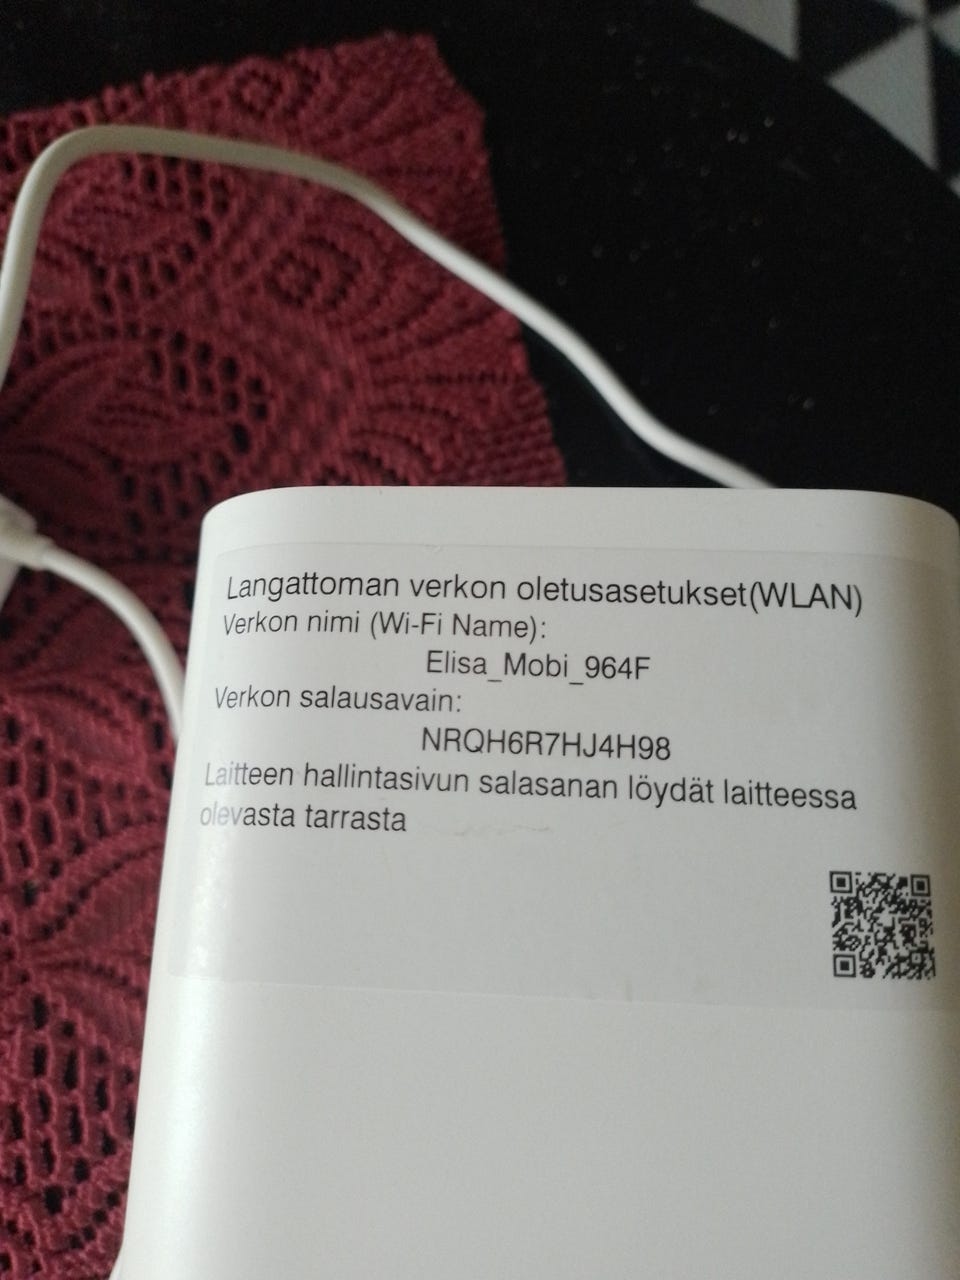 Langattoman verkon oletusasetukset(WLAN)
Verkon nimi (Wi-Fi Name):
Elisa_Mobi_964F
Verkon salausavain:
NRQH6R7HJ4H98
Laitteen hallintasivun salasanan löydät laitteessa
olevasta tarrasta